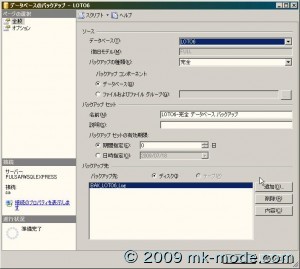 データベースのバックアップ - LOTO6
ページの選択
全般
オプション
スクリプト
ヘルプ
ソース
データベース(T):
LOTO6
復旧モデル(M):
バックアップの種類(K):
完全
バックアップ コンポーネント
データベース(B)
ファイルおよびファイル グループ(G):
バックアップ セット
名前(N):
LOTO6-完全 データベース バックアップ
説明(S):
バックアップ セットの有効期限:
期間指定(E):
0
日
日時指定(O):
バックアップ先
バックアップ先:
ディスク(I)
接続
サーバー:
接続:
sa
接続のプロパティを表示します
進行状況
準備完了
追加(D)...
削除(R)
内容(C)
© 2009 mk-mode.com